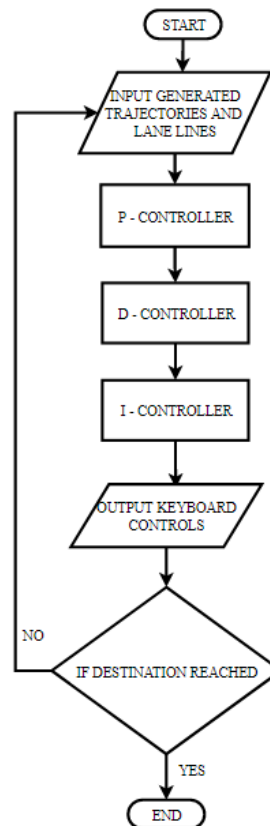 START
INPUT GENERATED
TRAJECTORIES AND
LANE LINES
P - CONTROLLER
D - CONTROLLER
I - CONTROLLER
OUTPUT KEYBOARD
CONTROLS
IF DESTINATION REACHED
NO
YES
END